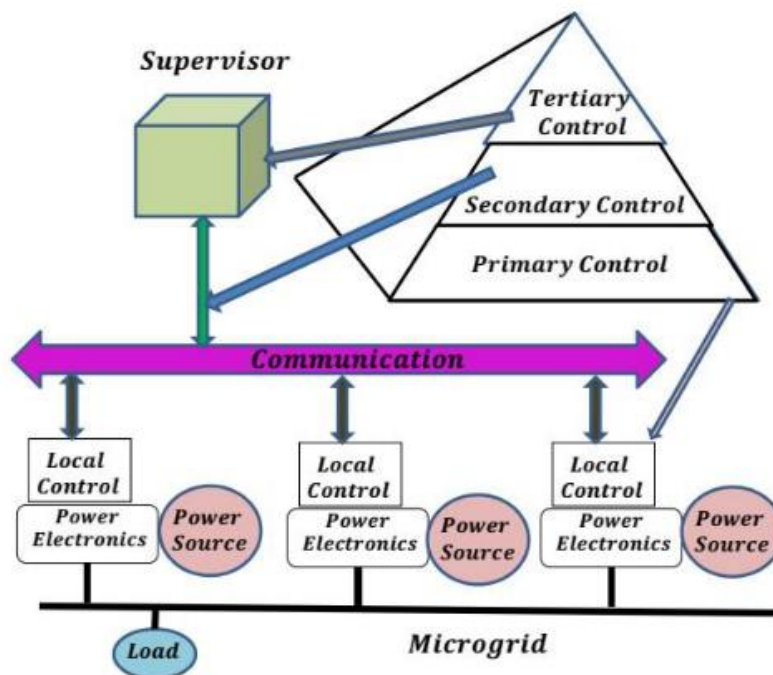 Supervisor
Tertiary
Control
Secondary Control
Primary Control
Communication
Local
Control
Local
Control
Local
Control
Power
Electronics
Power
Source
Power
Electronics
Power
Source
Power
Electronics
Power
Source
Load
Microgrid